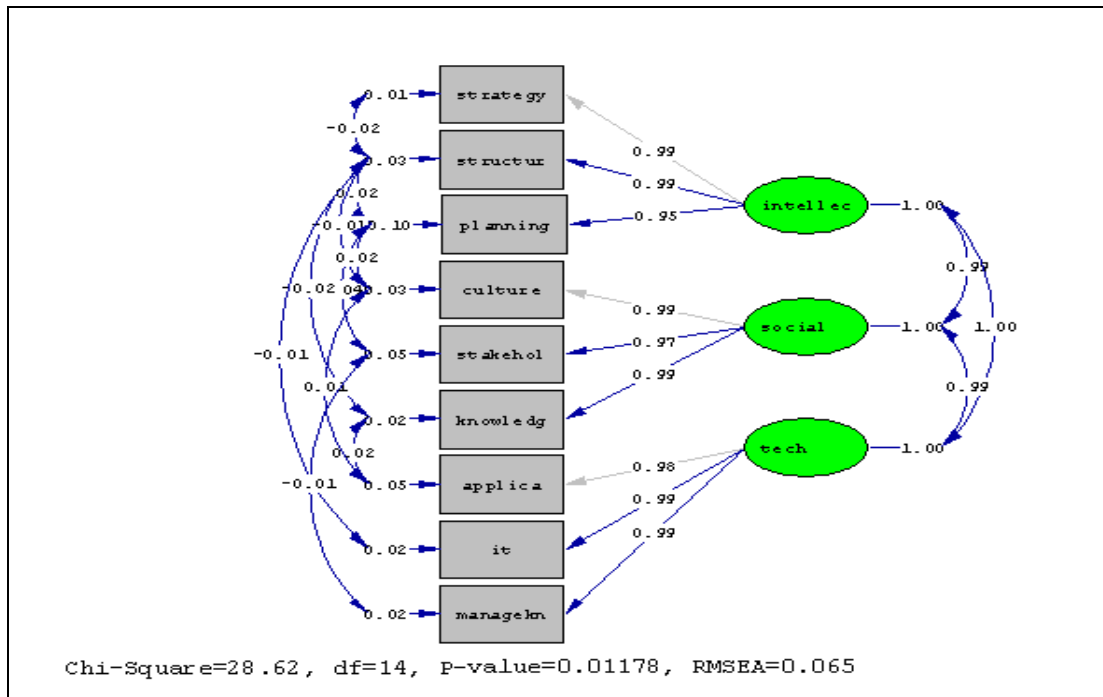 0.01 strategy
-0.02
0.99
0.03 structur
0.99
0.02
intellec 1.00
0.95
-0.01 0.10 planning
0.02
0.99
-0.02 04 0.03 culture
0.99
social 1.00 1.00
0.97
-0.01 0.05 stakehol
0.99
0.01
0.99
0.02 knowledg
tech 1.00
0.02
0.98
-0.01 0.05 applica
0.99
0.99
0.02 it
0.02 managekn
Chi-Square=28.62, df=14, P-value=0.01178, RMSEA=0.065